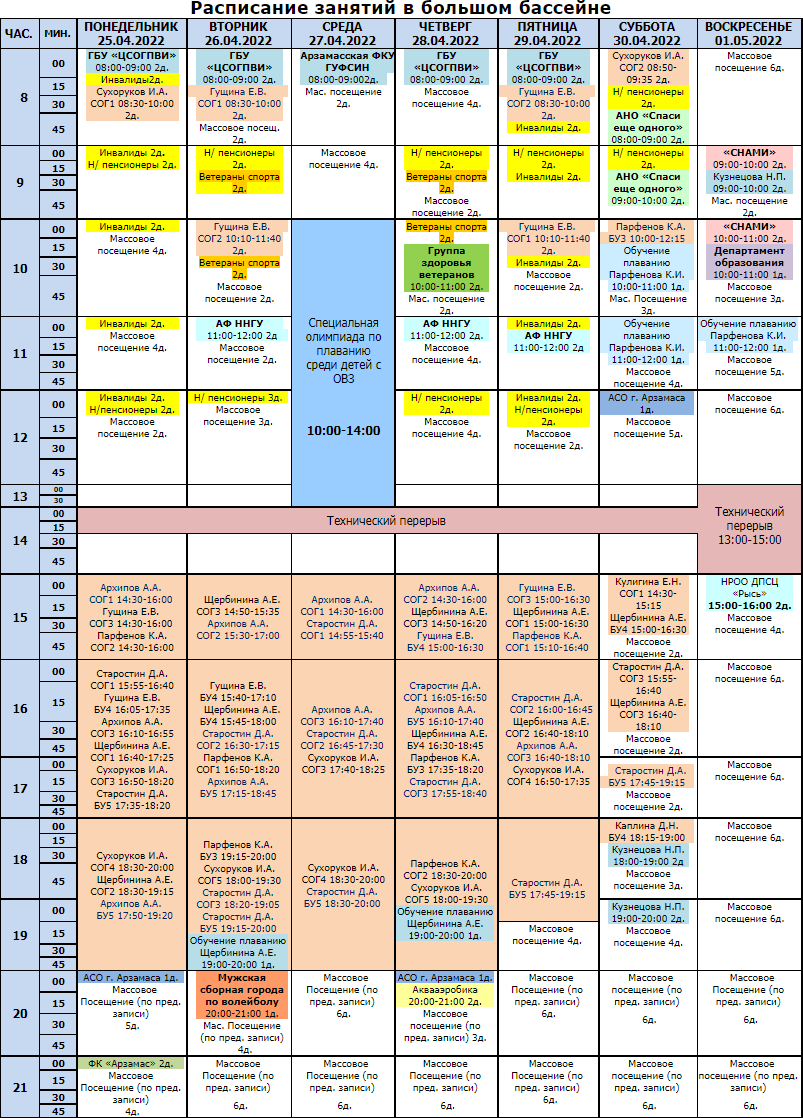 Расписание занятий в большом бассейне
ЧАС.
МИН.
ПОНЕДЕЛЬНИК
25.04.2022
ВТОРНИК
26.04.2022
СРЕДА
27.04.2022
ЧЕТВЕРГ
28.04.2022
ПЯТНИЦА
29.04.2022
СУББОТА
30.04.2022
ВОСКРЕСЕНЬЕ
01.05.2022
8
00
15
30
45
ГБУ «ЦСОГПВИ»
08:00-09:00 2д.
Инвалиды2д.
Сухоруков И.А.
СОГ1 08:30-10:00
2д.
ГБУ
«ЦСОГПВИ»
08:00-09:00 2д.
Гущина Е.В.
СОГ1 08:30-10:00
2д.
Массовое посещ.
2д.
Арзамасская ФКУ
ГУФСИН
08:00-09:002д.
Мас. посещение
2д.
ГБУ
«ЦСОГПВИ»
08:00-09:00 2д.
Массовое
посещение 4д.
ГБУ
«ЦСОГПВИ»
08:00-09:00 2д.
Гущина Е.В.
СОГ2 08:30-10:00
2д.
Инвалиды 2д.
Сухоруков И.А.
СОГ2 08:50-
09:35 2д.
Н/ пенсионеры
2д.
АНО «Спаси
еще одного»
08:00-09:00 2д.
Массовое
посещение 6д.
9
00
15
30
45
Инвалиды 2д.
Н/ пенсионеры 2д.
Н/ пенсионеры
2д.
Ветераны спорта
2д.
Массовое
посещение 4д.
Н/ пенсионеры
2д.
Ветераны спорта
2д.
Массовое
посещение 2д.
Н/ пенсионеры
2д.
Инвалиды 2д.
Н/ пенсионеры
2д.
АНО «Спаси
еще одного»
09:00-10:00 2д.
«СНАМИ»
09:00-10:00 2д.
Кузнецова Н.П.
09:00-10:00 2д.
Мас. посещение
2д.
10
00
15
30
45
Инвалиды 2д.
Массовое
посещение 4д.
Гущина Е.В.
СОГ2 10:10-11:40
2д.
Ветераны спорта
2д.
Массовое
посещение 2д.
Специальная
олимпиада по
плаванию
среди детей с
ОВЗ
10:00-14:00
Ветераны спорта
2д.
Группа
здоровья
ветеранов
10:00-11:00 2д.
Мас. посещение
2д.
Гущина Е.В.
СОГ1 10:10-11:40
2д.
Инвалиды 2д.
Массовое
посещение 2д.
Парфенов К.А.
БУ3 10:00-12:15
Обучение
плаванию
Парфенова К.И.
10:00-11:00 1д.
Мас. Посещение
3д.
«СНАМИ»
10:00-11:00 2д.
Департамент
образования
10:00-11:00 1д.
Массовое
посещение 3д.
11
00
15
30
45
Инвалиды 2д.
Массовое
посещение 4д.
АФ ННГУ
11:00-12:00 2д
Массовое
посещение 2д.
АФ ННГУ
11:00-12:00 2д.
Массовое
посещение 4д.
Инвалиды 2д.
АФ ННГУ
11:00-12:00 2д
Обучение
плаванию
Парфенова К.И.
11:00-12:00 1д.
Массовое
посещение 4д.
Обучение плаванию
Парфенова К.И.
11:00-12:00 1д.
Массовое
посещение 5д.
12
00
15
30
45
Инвалиды 2д.
Н/пенсионеры 2д.
Массовое
посещение 2д.
Н/ пенсионеры 3д.
Массовое
посещение 3д.
Н/ пенсионеры
2д.
Массовое
посещение 4д.
Инвалиды 2д.
Н/пенсионеры
2д.
Массовое
посещение 2д.
АСО г. Арзамаса
1д.
Массовое
посещение 5д.
Массовое
посещение 6д.
13
00
30
Технический
перерыв
13:00-15:00
14
00
15
30
45
Технический перерыв
15
00
15
30
45
Архипов А.А.
СОГ1 14:30-16:00
Гущина Е.В.
СОГ3 14:30-16:00
Парфенов К.А.
СОГ2 14:30-16:00
Щербинина А.Е.
СОГ3 14:50-15:35
Архипов А.А.
СОГ2 15:30-17:00
Архипов А.А.
СОГ1 14:30-16:00
Старостин Д.А.
СОГ1 14:55-15:40
Архипов А.А.
СОГ2 14:30-16:00
Щербинина А.Е.
СОГ3 14:50-16:20
Гущина Е.В.
БУ4 15:00-16:30
Гущина Е.В.
СОГ3 15:00-16:30
Щербинина А.Е.
СОГ1 15:00-16:30
Парфенов К.А.
СОГ1 15:10-16:40
Кулигина Е.Н.
СОГ1 14:30-
15:15
Щербинина А.Е.
БУ4 15:00-16:30
Массовое
посещение 2д.
НРОО ДПСЦ
«Рысь»
15:00-16:00 2д.
Массовое
посещение 4д.
16
00
15
30
45
17
00
15
30
45
Старостин Д.А.
СОГ1 15:55-16:40
Гущина Е.В.
БУ4 16:05-17:35
Архипов А.А.
СОГ3 16:10-16:55
Щербинина А.Е.
СОГ1 16:40-17:25
Сухоруков И.А.
СОГ3 16:50-18:20
Старостин Д.А.
БУ5 17:35-18:20
Гущина Е.В.
БУ4 15:40-17:10
Щербинина А.Е.
БУ4 15:45-18:00
Старостин Д.А.
СОГ2 16:30-17:15
Парфенов К.А.
СОГ1 16:50-18:20
Архипов А.А.
БУ5 17:15-18:45
Архипов А.А.
СОГ3 16:10-17:40
Старостин Д.А.
СОГ2 16:45-17:30
Сухоруков И.А.
СОГ3 17:40-18:25
Старостин Д.А.
СОГ1 16:05-16:50
Архипов А.А.
БУ5 16:10-17:40
Щербинина А.Е.
БУ4 16:30-18:45
Парфенов К.А.
БУ3 17:35-18:20
Старостин Д.А.
СОГ3 17:55-18:40
Старостин Д.А.
СОГ2 16:00-16:45
Щербинина А.Е.
СОГ2 16:40-18:10
Архипов А.А.
СОГ3 16:40-18:10
Сухоруков И.А.
СОГ4 16:50-17:35
Старостин Д.А.
СОГ3 15:55-
16:40
Щербинина А.Е.
СОГ3 16:40-
18:10
Массовое
посещение 2д.
Массовое
посещение 6д.
Старостин Д.А.
БУ5 17:45-19:15
Массовое
посещение 2д.
Массовое
посещение 6д.
18
00
15
30
45
19
00
15
30
45
Сухоруков И.А.
СОГ4 18:30-20:00
Щербинина А.Е.
СОГ2 18:30-19:15
Архипов А.А.
БУ5 17:50-19:20
Парфенов К.А.
БУ3 19:15-20:00
Сухоруков И.А.
СОГ5 18:00-19:30
Старостин Д.А.
СОГ3 18:20-19:05
Старостин Д.А.
БУ5 19:15-20:00
Обучение плаванию
Щербинина А.Е.
19:00-20:00 1д.
Сухоруков И.А.
СОГ4 18:30-20:00
Старостин Д.А.
БУ5 18:30-20:00
Парфенов К.А.
СОГ2 18:30-20:00
Сухоруков И.А.
СОГ5 18:00-19:30
Обучение плаванию
Щербинина А.Е.
19:00-20:00 1д.
Старостин Д.А.
БУ5 17:45-19:15
Массовое
посещение 4д.
Каплина Д.Н.
БУ4 18:15-19:00
Кузнецова Н.П.
18:00-19:00 2д
Массовое
посещение 3д.
Массовое
посещение 6д.
Кузнецова Н.П.
19:00-20:00 2д.
Массовое
посещение 4д.
Массовое
посещение 6д.
20
00
15
30
45
АСО г. Арзамаса 1д.
Массовое
Посещение (по пред.
записи)
5д.
Мужская
сборная города
по волейболу
20:00-21:00 1д.
Мас. Посещение
(по пред. записи)
4д.
Массовое
Посещение (по
пред. записи)
6д.
АСО г. Арзамаса 1д.
Аквааэробика
20:00-21:00 2д.
Массовое
посещение (по
пред. записи) 3д.
Массовое
Посещение (по
пред. записи)
6д.
Массовое
посещение (по
пред. записи)
6д.
Массовое
посещение (по
пред. записи)
6д.
21
00
15
30
45
ФК «Арзамас» 2д.
Массовое
Посещение (по пред.
записи)
4д.
Массовое
Посещение (по
пред. записи)
6д.
Массовое
Посещение (по
пред. записи)
6д.
Массовое
Посещение (по
пред. записи)
6д.
Массовое
Посещение (по
пред. записи)
6д.
Массовое
посещение (по
пред. записи)
6д.
Массовое
посещение (по пред.
записи)
6д.